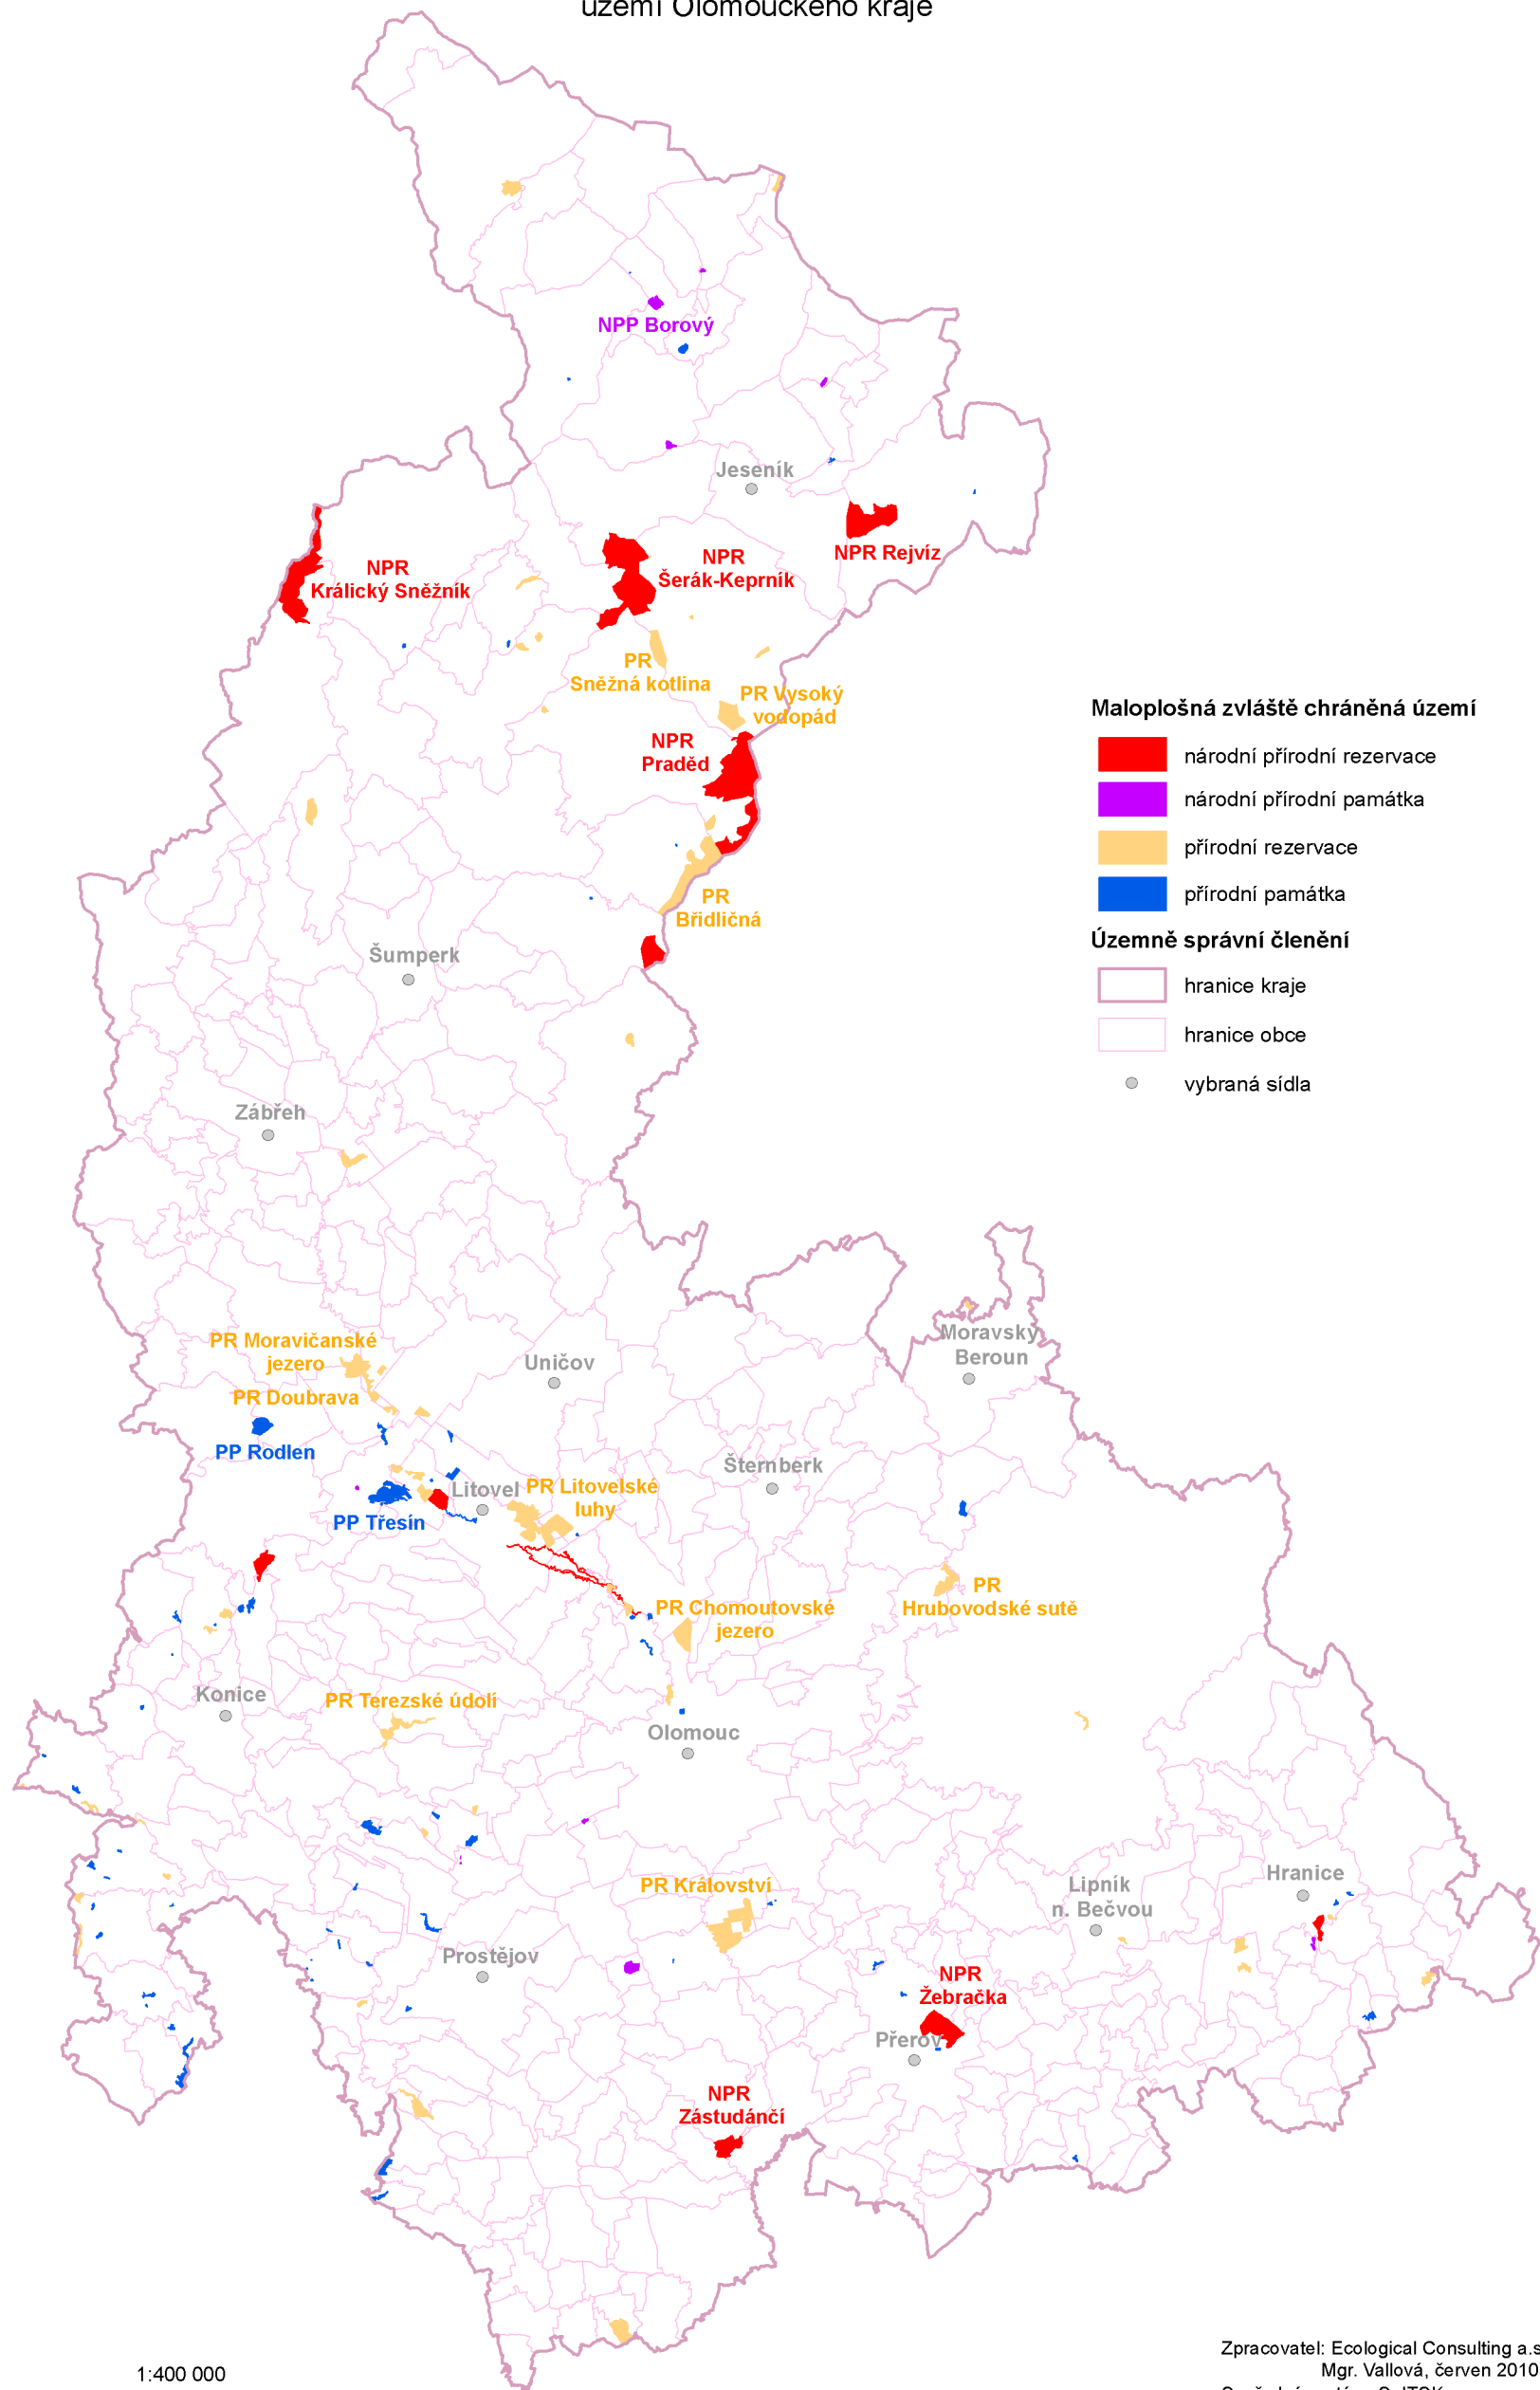 území Olomouckého kraje
NPP Borový
Jeseník
NPR Rejvíz
NPR
Králický Sněžník
NPR
Šerák-Keprník
PR
Sněžná kotlina
PR Vysoký
vodopád
NPR
Praděd
PR
Břidličná
Šumperk
Zábřeh
Maloplošná zvláště chráněná území
národní přírodní rezervace
národní přírodní památka
přírodní rezervace
přírodní památka
Územně správní členění
hranice kraje
hranice obce
vybraná sídla
Moravský
Beroun
PR Moravičanské
jezero
Uničov
PR Doubrava
PP Rodlen
Šternberk
Litovel
PR Litovelské
luhy
PP Třesín
PR
Hrubovodské sutě
PR Chomoutovské
jezero
Konice
PR Terezské údolí
Olomouc
PR Království
Hranice
Lipník
n. Bečvou
Prostějov
NPR
Žebračka
Přerov
NPR
Zástudánčí
1:400 000
Zpracovatel: Ecological Consulting a.s
Mgr. Vallová, červen 2010